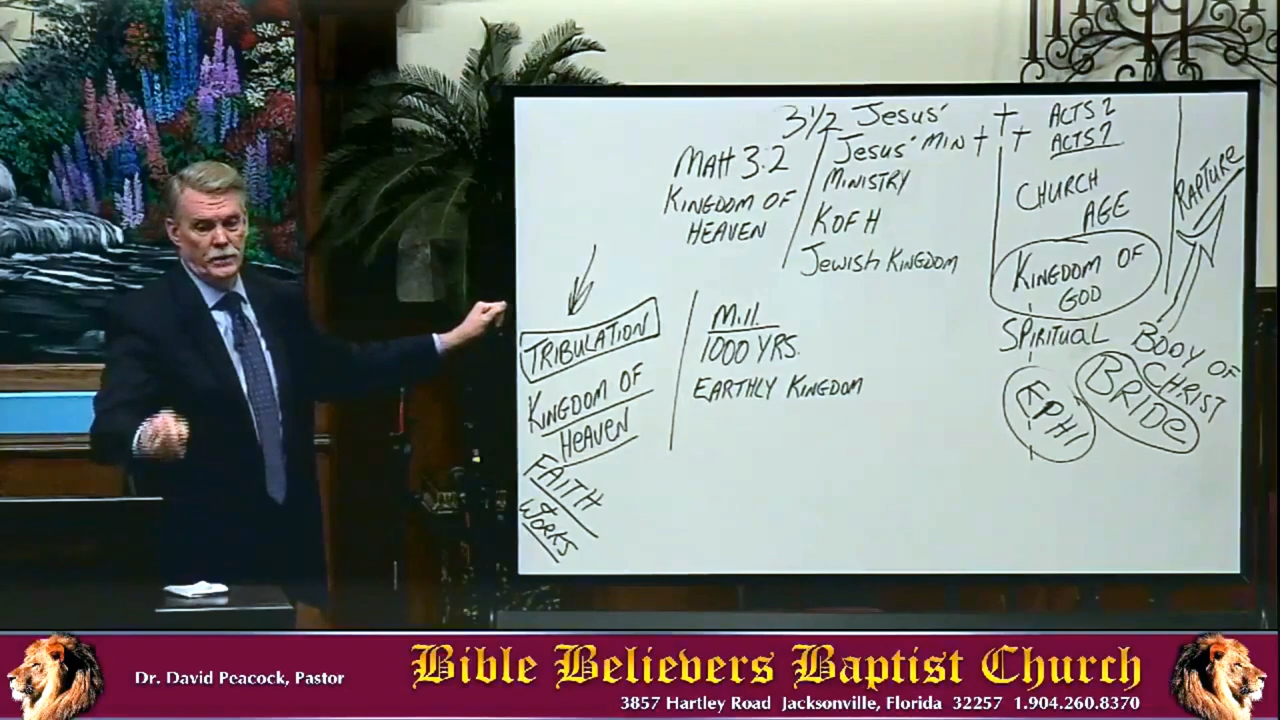 3 1/2 Jesus'
Jesus' MIN + + + ACTS 2
ACTS 7
MAtt 3:2
KINGDOM OF
HEAVEN
MINISTRY
K OF H
JEWISH KINGDOM
CHURCH
AGE
KINGDOM OF
GOD
SPIRITUAL
EPH 1
RAPTURE
BODY OF
CHRIST
BRIDE
TRIBULATION
KINGDOM OF
HEAVEN
FAITH
+
WORKS
Mill.
1000 YRS.
EARTHLY KINGDOM
Dr. David Peacock, Pastor
Bible Believers Baptist Church
3857 Hartley Road Jacksonville, Florida 32257 1.904.260.8370